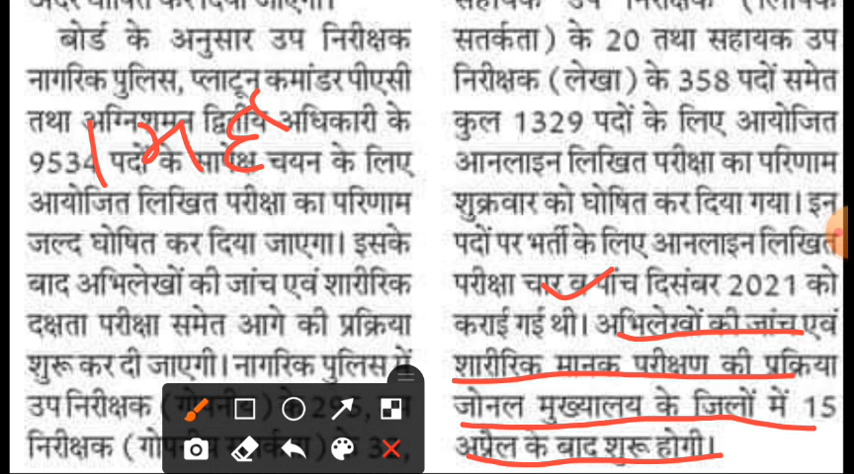 बोर्ड के अनुसार उप निरीक्षक
नागरिक पुलिस, प्लाटून कमांडर पीएसी
तथा अग्निशमन द्वितीय अधिकारी के
9534 पदों के सापेक्ष चयन के लिए
आयोजित लिखित परीक्षा का परिणाम
जल्द घोषित कर दिया जाएगा। इसके
बाद अभिलेखों की जांच एवं शारीरिक
दक्षता परीक्षा समेत आगे की प्रक्रिया
शुरू कर दी जाएगी। नागरिक पुलिस में
उप निरीक्षक (गोपनीय) के 295,
निरीक्षक
सतर्कता) के 20 तथा सहायक उप
निरीक्षक (लेखा) के 358 पदों समेत
कुल 1329 पदों के लिए आयोजित
आनलाइन लिखित परीक्षा का परिणाम
शुक्रवार को घोषित कर दिया गया। इन
पदों पर भर्ती के लिए आनलाइन लिखित
परीक्षा चार व पांच दिसंबर 2021 को
कराई गई थी। अभिलेखों की जांच एवं
शारीरिक मानक परीक्षण की प्रक्रिया
जोनल मुख्यालय के जिलों में 15
अप्रैल के बाद शुरू होगी।